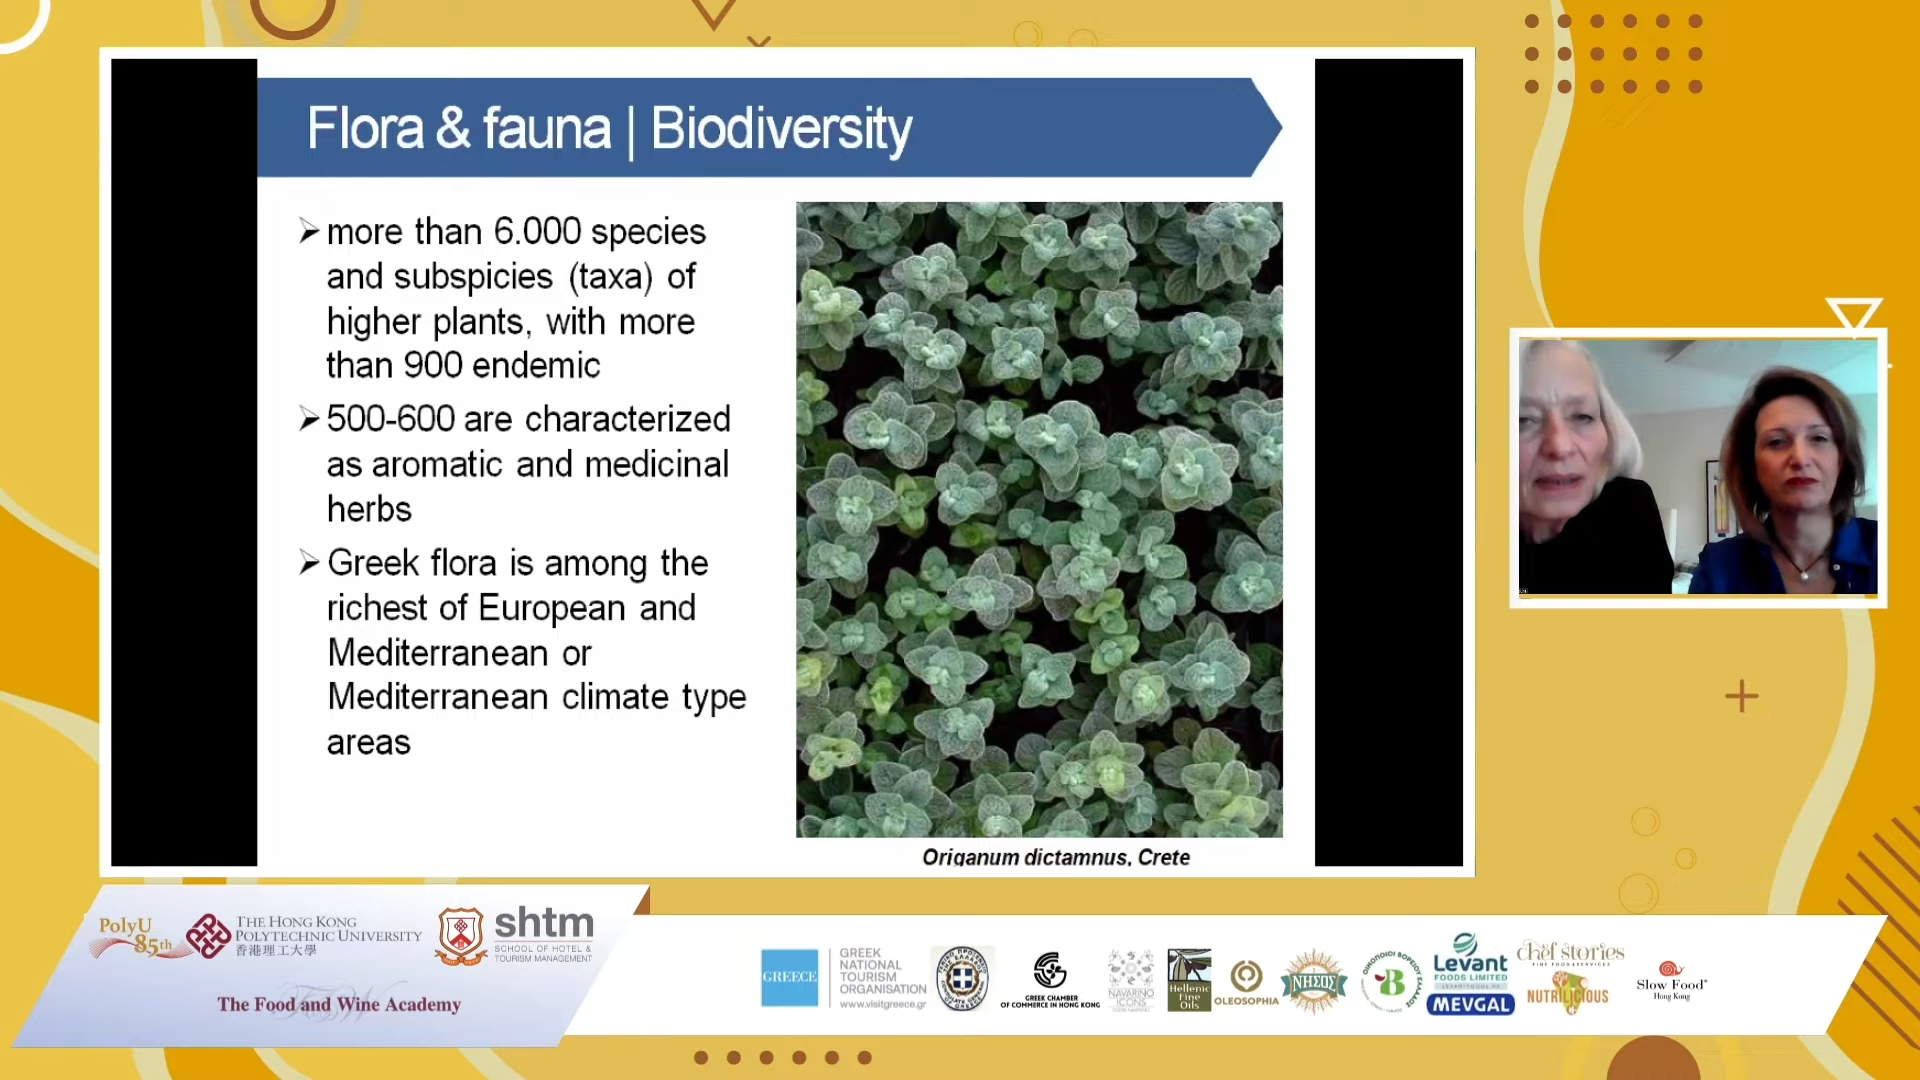 Flora & fauna | Biodiversity
more than 6.000 species
and subspicies (taxa) of
higher plants, with more
than 900 endemic
500-600 are characterized
as aromatic and medicinal
herbs
Greek flora is among the
richest of European and
Mediterranean or
Mediterranean climate type
areas
Origanum dictamnus, Crete
PolyU
85th
THE HONG KONG
POLYTECHNIC UNIVERSITY
香港理工大學
shtm
SCHOOL OF HOTEL &
TOURISM MANAGEMENT
The Food and Wine Academy
GREECE
GREEK
NATIONAL
TOURISM
ORGANISATION
www.visitgreece.gr
GREEK CHAMBER
OF COMMERCE IN HONG KONG
NAVARINO
ICONS
Hellenic
Fine
Oils
OLEOSOPHIA
ΝΗΣΟΣ
B
Levant
FOODS LIMITED
MEVGAL
chef stories
FINE FOOD SERVICES
NUTRILICIOUS
Slow Food®
Hong Kong